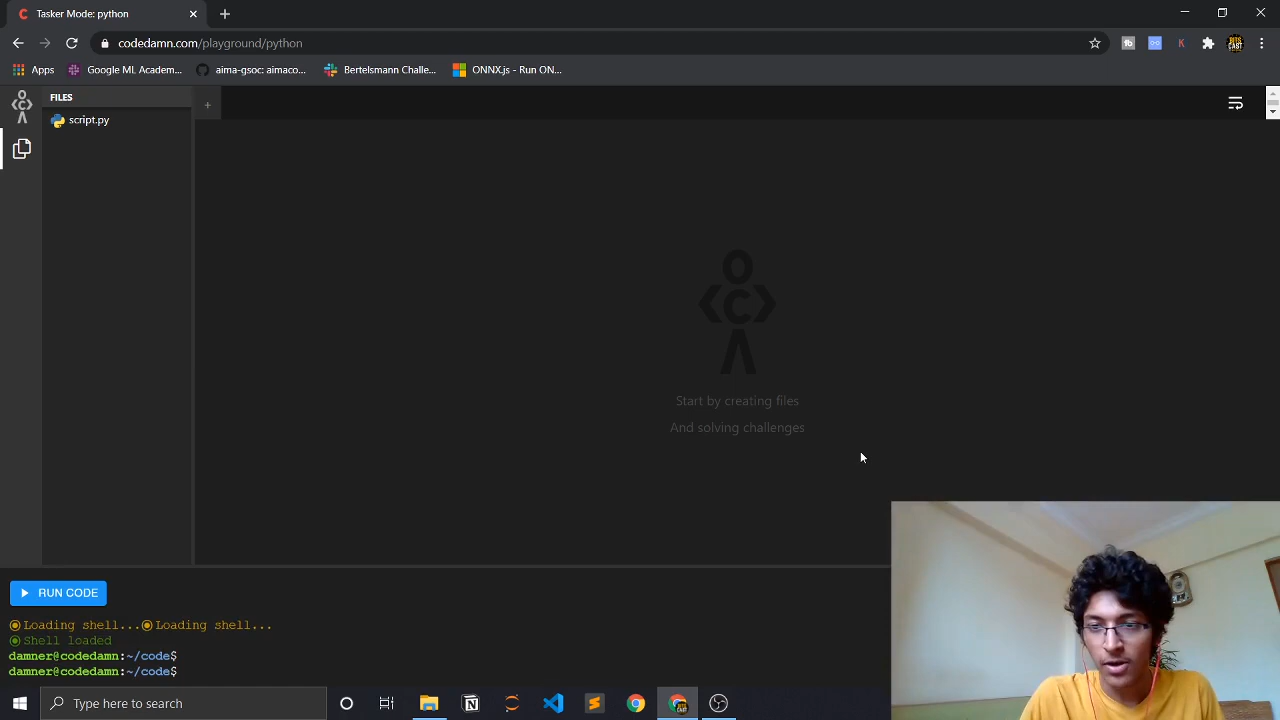 Tasker Mode: python
codedamn.com/playground/python
Apps
Google ML Academ...
aima-gsoc: aimaco...
Bertelsmann Challe...
ONNX.js - Run ON...
FILES
script.py
Start by creating files
And solving challenges
RUN CODE
Loading shell...Loading shell...
Shell loaded
damner@codedamn:~/code$
damner@codedamn:~/code$
Type here to search